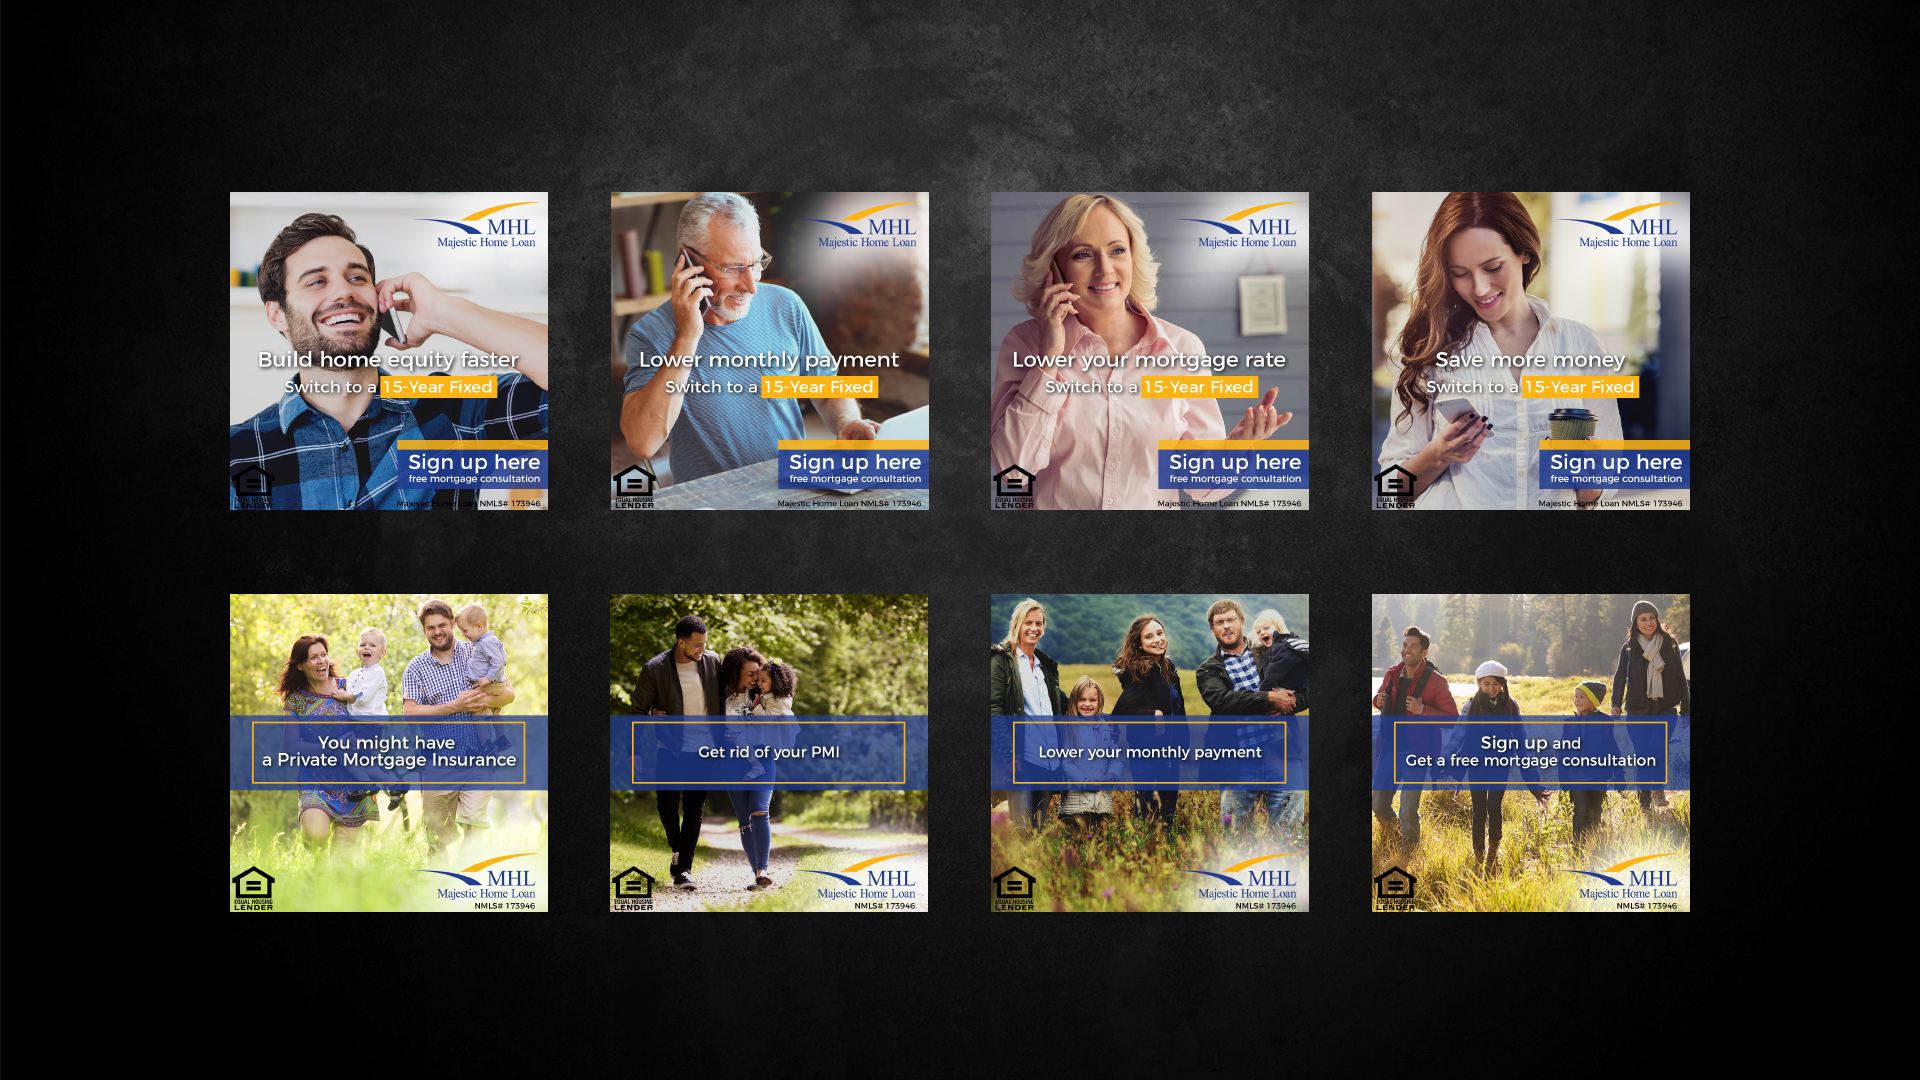 MHL
Majestic Home Loan
Build home equity faster
Switch to a 15-Year Fixed
Sign up here
free mortgage consultation
EQUAL HOUSING
LENDER
Majestic Home Loan NMLS# 173946
MHL
Majestic Home Loan
Lower monthly payment
Switch to a 15-Year Fixed
Sign up here
free mortgage consultation
EQUAL HOUSING
LENDER
Majestic Home Loan NMLS# 173946
MHL
Majestic Home Loan
Lower your mortgage rate
Switch to a 15-Year Fixed
Sign up here
free mortgage consultation
EQUAL HOUSING
LENDER
Majestic Home Loan NMLS# 173946
MHL
Majestic Home Loan
Save more money
Switch to a 15-Year Fixed
Sign up here
free mortgage consultation
EQUAL HOUSING
LENDER
Majestic Home Loan NMLS# 173946
You might have
a Private Mortgage Insurance
EQUAL HOUSING
LENDER
MHL
Majestic Home Loan
NMLS# 173946
Get rid of your PMI
EQUAL HOUSING
LENDER
MHL
Majestic Home Loan
NMLS# 173946
Lower your monthly payment
EQUAL HOUSING
LENDER
MHL
Majestic Home Loan
NMLS# 173946
Sign up and
Get a free mortgage consultation
EQUAL HOUSING
LENDER
MHL
Majestic Home Loan
NMLS# 173946